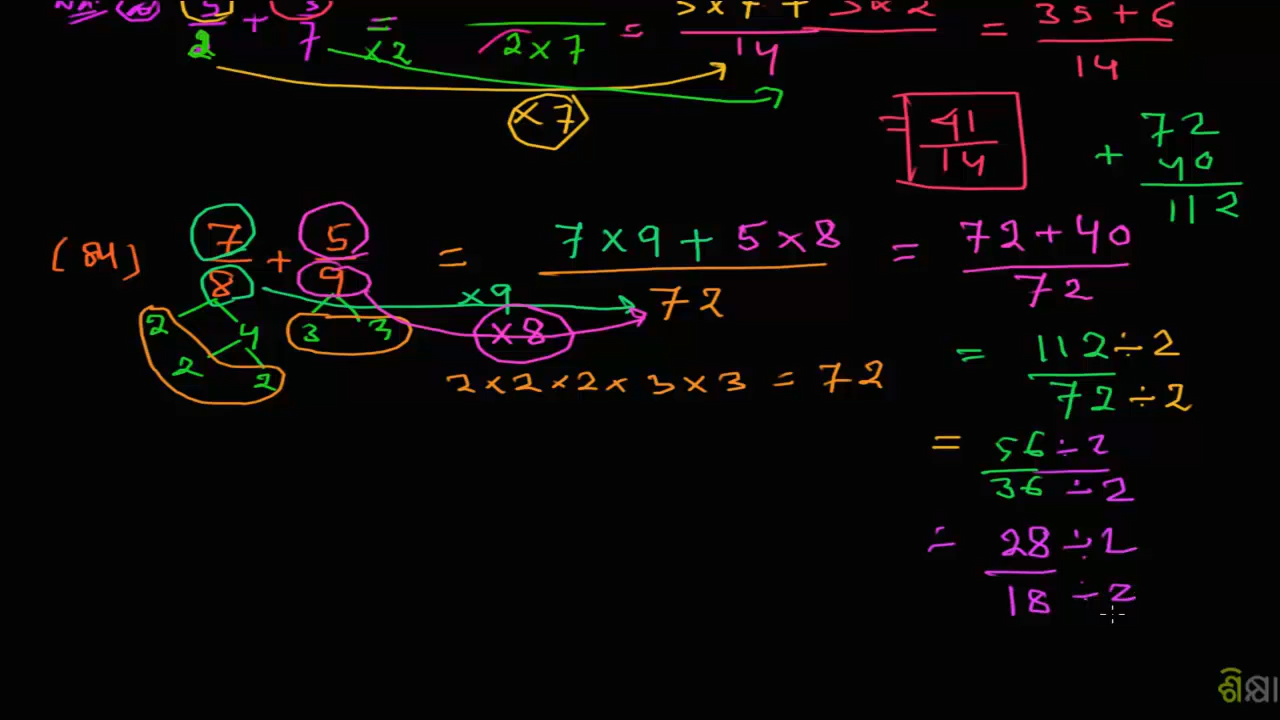 5/2 + 3/7 = /(2 × 7) = /14 = (35 + 6)/14
×2
×7
= 41/14
72
+ 40
112
7/8 + 5/9 = (7 × 9 + 5 × 8)/72 = (72 + 40)/72
×9
×8
2 4 3 3
2 2
2 × 2 × 2 × 3 × 3 = 72
= 112 ÷ 2 / 72 ÷ 2
= 56 ÷ 2 / 36 ÷ 2
= 28 ÷ 2 / 18 ÷ 2
ଶିକ୍ଷା